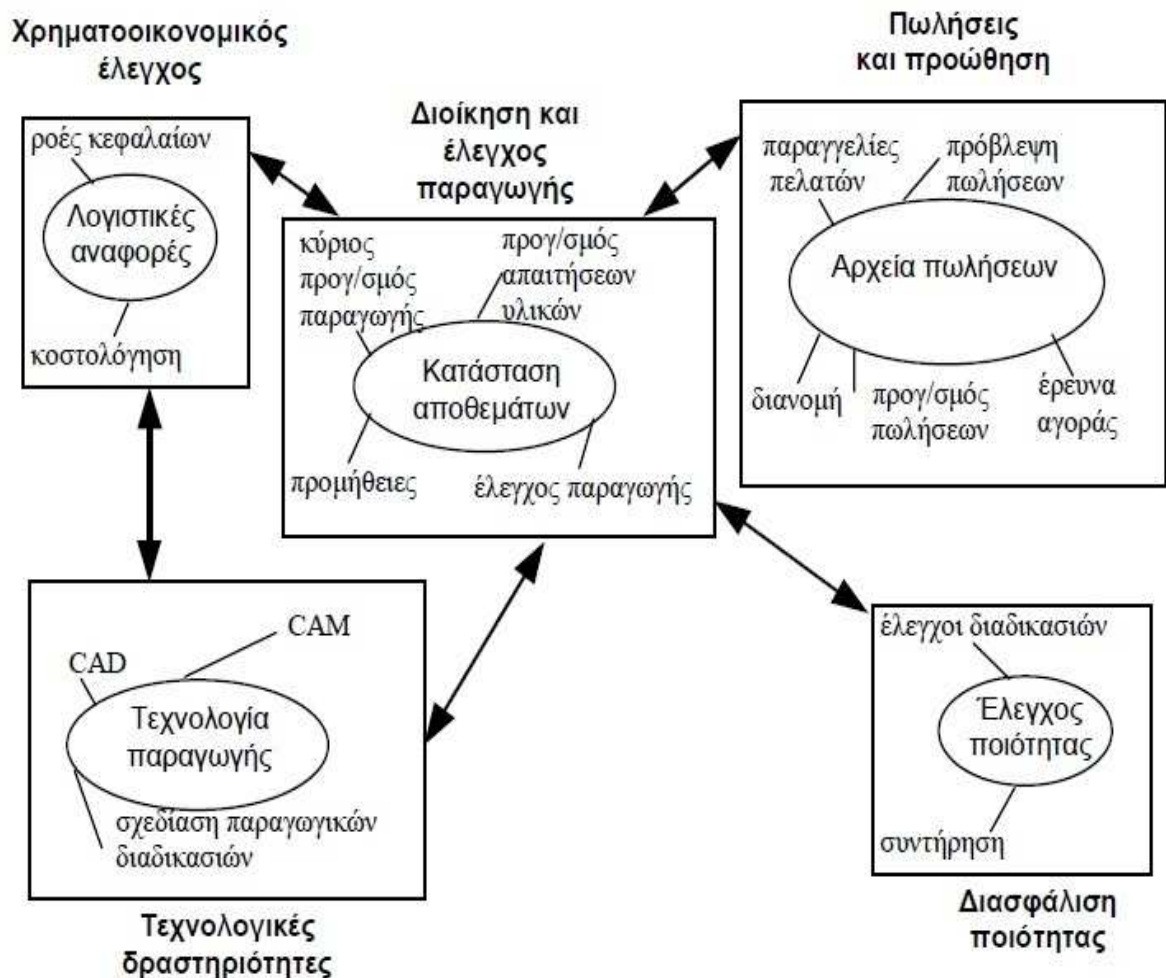 Χρηματοοικονομικός
έλεγχος
ροές κεφαλαίων
Λογιστικές
αναφορές
κοστολόγηση
Διοίκηση και
έλεγχος
παραγωγής
κύριος
προγ/σμός
παραγωγής
προγ/σμός
απαιτήσεων
υλικών
Κατάσταση
αποθεμάτων
προμήθειες
έλεγχος παραγωγής
Πωλήσεις
και προώθηση
παραγγελίες
πελατών
πρόβλεψη
πωλήσεων
Αρχεία πωλήσεων
διανομή
προγ/σμός
πωλήσεων
έρευνα
αγοράς
CAM
CAD
Τεχνολογία
παραγωγής
σχεδίαση παραγωγικών
διαδικασιών
Τεχνολογικές
δραστηριότητες
έλεγχοι διαδικασιών
Έλεγχος
ποιότητας
συντήρηση
Διασφάλιση
ποιότητας